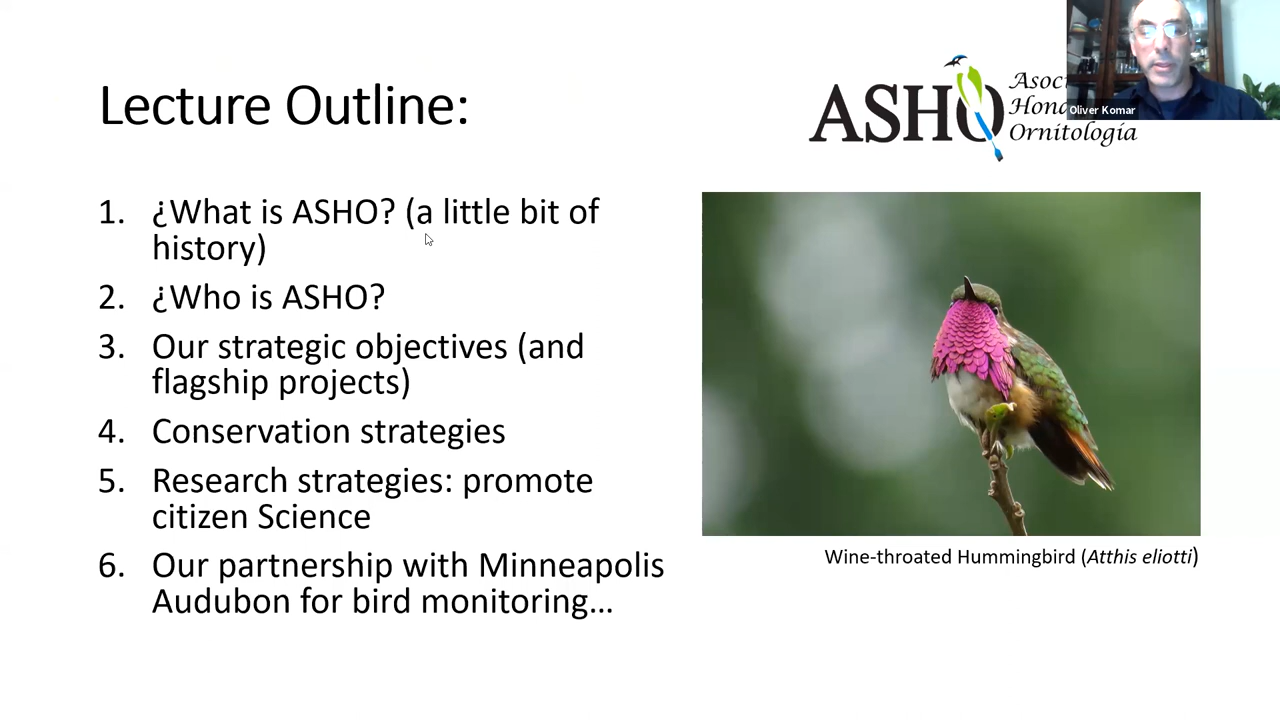 Lecture Outline:
ASHO
Ornitología
Oliver Komar
1. ¿What is ASHO? (a little bit of
history)
2. ¿Who is ASHO?
3. Our strategic objectives (and
flagship projects)
4. Conservation strategies
5. Research strategies: promote
citizen Science
6. Our partnership with Minneapolis
Audubon for bird monitoring...
Wine-throated Hummingbird (Atthis eliotti)